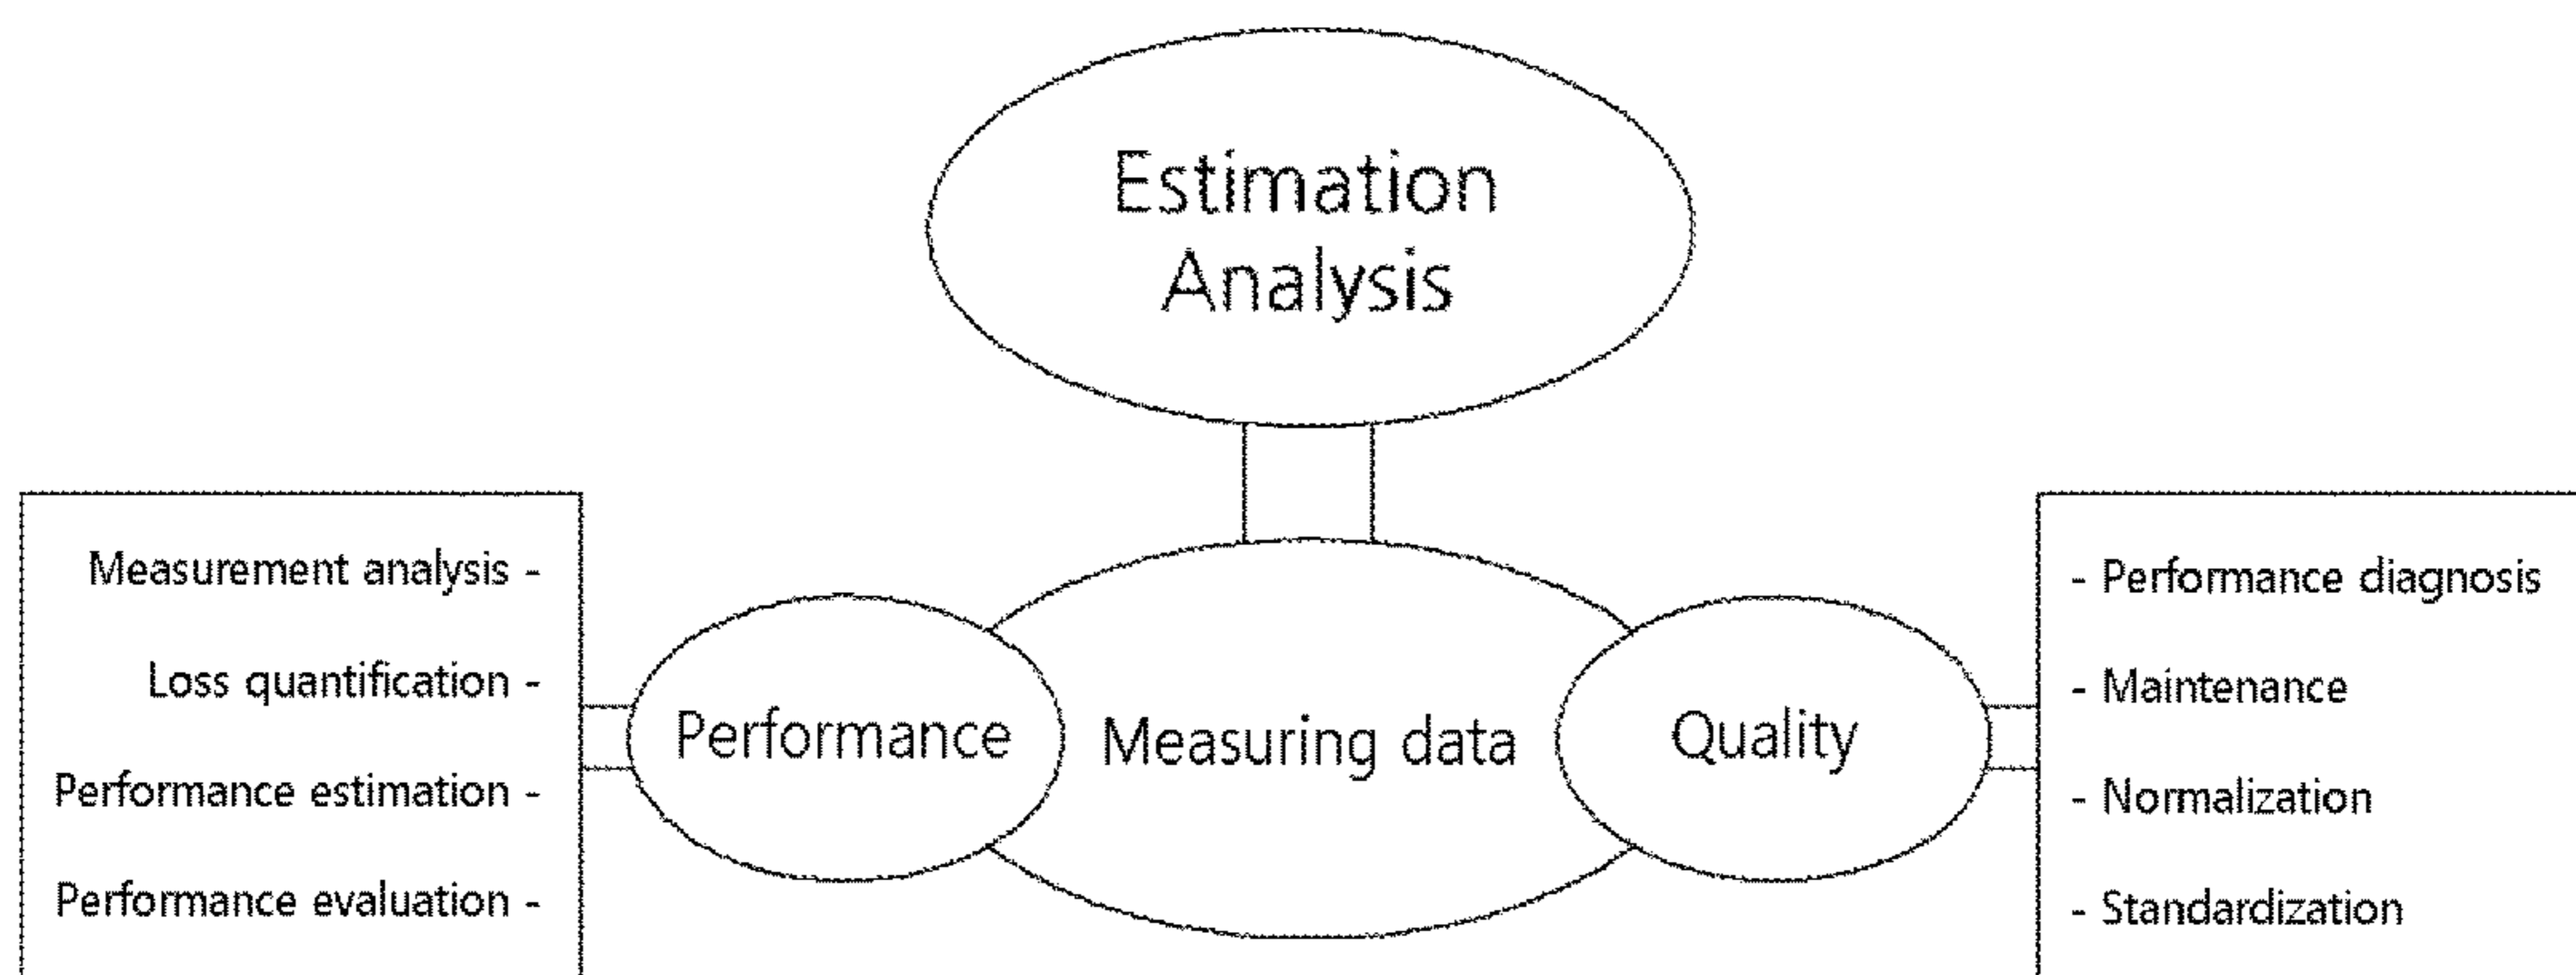 Estimation
Analysis
Measurement analysis -
Loss quantification -
Performance estimation -
Performance evaluation -
Performance
Measuring data
Quality
- Performance diagnosis
- Maintenance
- Normalization
- Standardization